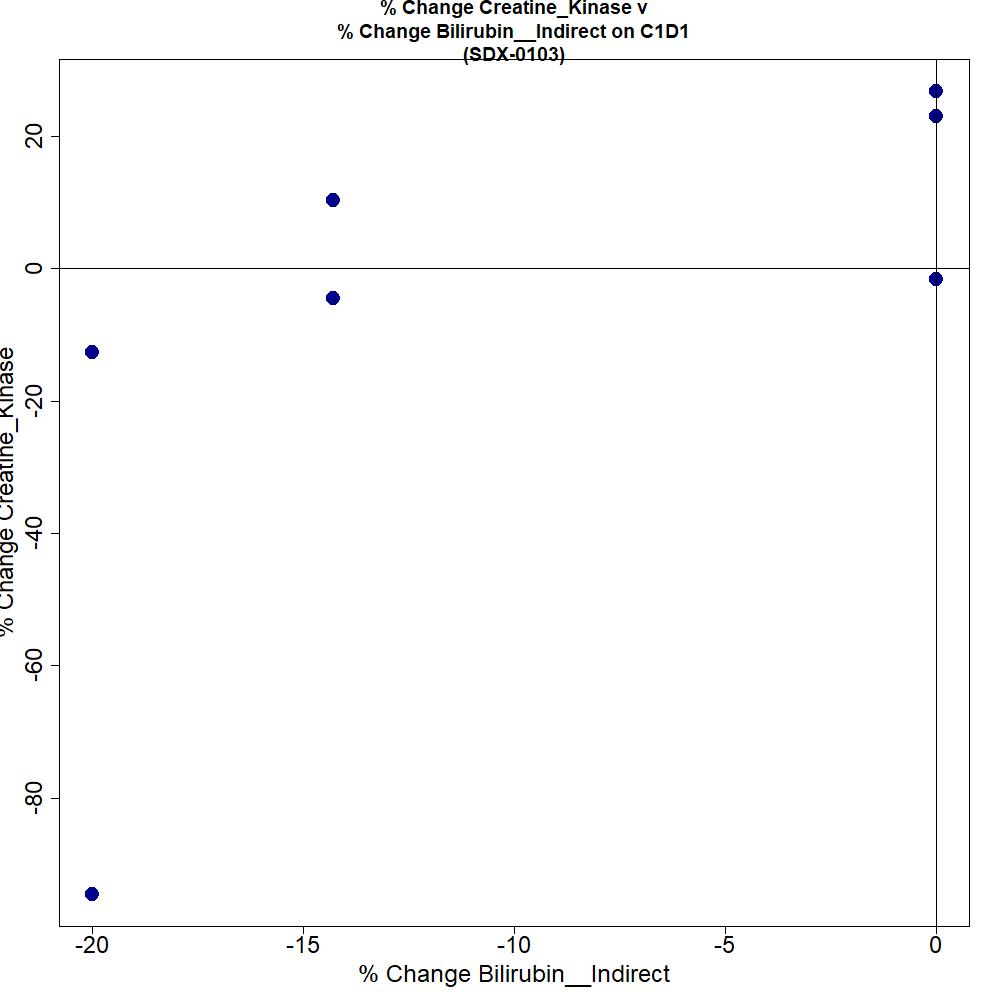 % Change Creatine_Kinase v
% Change Bilirubin__Indirect on C1D1
(SDX-0103)
20
0
-20
-40
-60
-80
% Change Creatine_Kinase
-20
-15
-10
-5
0
% Change Bilirubin__Indirect